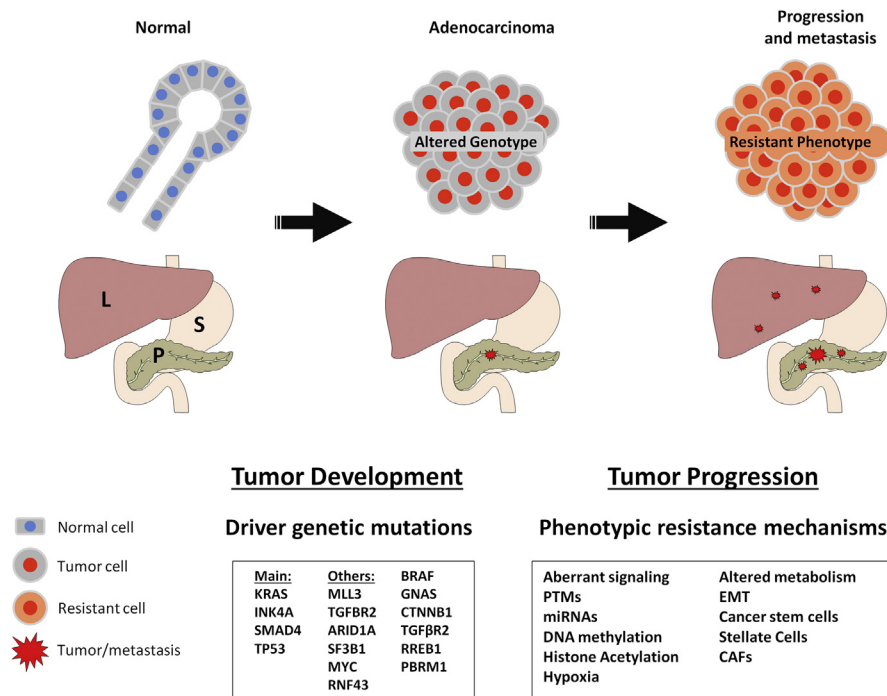 Normal
Adenocarcinoma
Progression
and metastasis
Altered Genotype
Resistant Phenotype
L
S
P
Tumor Development
Tumor Progression
Driver genetic mutations
Phenotypic resistance mechanisms
Normal cell
Tumor cell
Resistant cell
Tumor/metastasis
Main:
KRAS
INK4A
SMAD4
TP53
Others:
MLL3
TGFBR2
ARID1A
SF3B1
MYC
RNF43
BRAF
GNAS
CTNNB1
TGFβR2
RREB1
PBRM1
Aberrant signaling
PTMs
miRNAs
DNA methylation
Histone Acetylation
Hypoxia
Altered metabolism
EMT
Cancer stem cells
Stellate Cells
CAFs